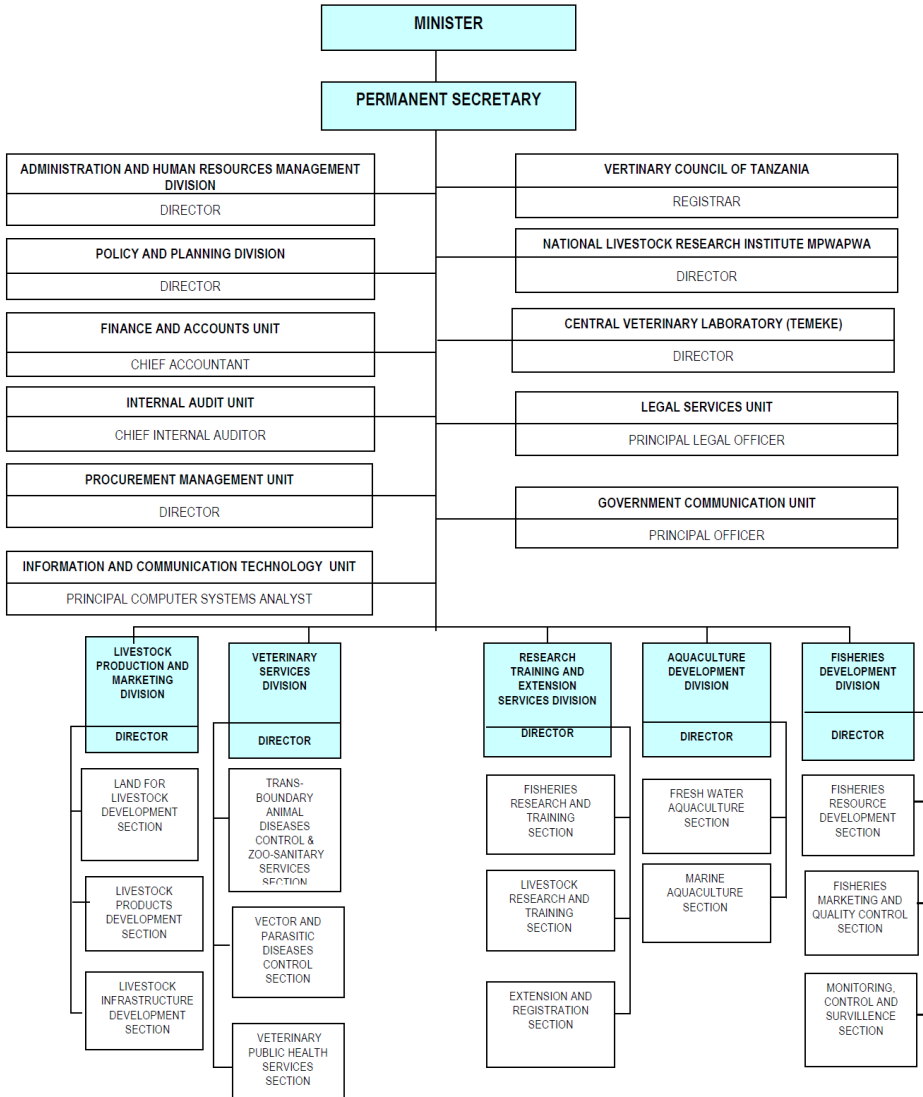 MINISTER
PERMANENT SECRETARY
ADMINISTRATION AND HUMAN RESOURCES MANAGEMENT
DIVISION
DIRECTOR
POLICY AND PLANNING DIVISION
DIRECTOR
FINANCE AND ACCOUNTS UNIT
CHIEF ACCOUNTANT
INTERNAL AUDIT UNIT
CHIEF INTERNAL AUDITOR
PROCUREMENT MANAGEMENT UNIT
DIRECTOR
INFORMATION AND COMMUNICATION TECHNOLOGY UNIT
PRINCIPAL COMPUTER SYSTEMS ANALYST
VERTINARY COUNCIL OF TANZANIA
REGISTRAR
NATIONAL LIVESTOCK RESEARCH INSTITUTE MPWAPWA
DIRECTOR
CENTRAL VETERINARY LABORATORY (TEMEKE)
DIRECTOR
LEGAL SERVICES UNIT
PRINCIPAL LEGAL OFFICER
GOVERNMENT COMMUNICATION UNIT
PRINCIPAL OFFICER
LIVESTOCK
PRODUCTION AND
MARKETING
DIVISION
DIRECTOR
LAND FOR
LIVESTOCK
DEVELOPMENT
SECTION
LIVESTOCK
PRODUCTS
DEVELOPMENT
SECTION
LIVESTOCK
INFRASTRUCTURE
DEVELOPMENT
SECTION
VETERINARY
SERVICES
DIVISION
DIRECTOR
TRANS-
BOUNDARY
ANIMAL
DISEASES
CONTROL &
ZOO-SANITARY
SERVICES
SECTION
VECTOR AND
PARASITIC
DISEASES
CONTROL
SECTION
VETERINARY
PUBLIC HEALTH
SERVICES
SECTION
RESEARCH
TRAINING AND
EXTENSION
SERVICES DIVISION
DIRECTOR
FISHERIES
RESEARCH AND
TRAINING
SECTION
LIVESTOCK
RESEARCH AND
TRAINING
SECTION
EXTENSION AND
REGISTRATION
SECTION
AQUACULTURE
DEVELOPMENT
DIVISION
DIRECTOR
FRESH WATER
AQUACULTURE
SECTION
MARINE
AQUACULTURE
SECTION
FISHERIES
DEVELOPMENT
DIVISION
DIRECTOR
FISHERIES
RESOURCE
DEVELOPMENT
SECTION
FISHERIES
MARKETING AND
QUALITY CONTROL
SECTION
MONITORING,
CONTROL AND
SURVILLENCE
SECTION